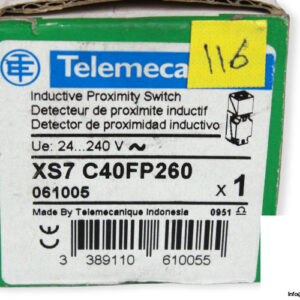 Telemecan
116
Inductive Proximity Switch
Detecteur de proximite inductif
Detector de proximidad inductivo
Ue: 24...240 V ~
XS7 C40FP260
061005
x 1
Made By Telemecanique Indonesia
0951
CE
3 389110 610055